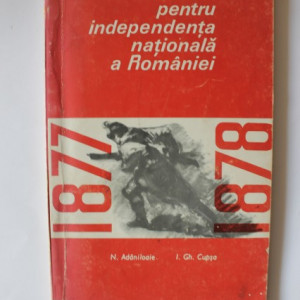 pentru
independența
națională
a României
1877
1878
N. Adăniloaie I. Gh. Cupșa